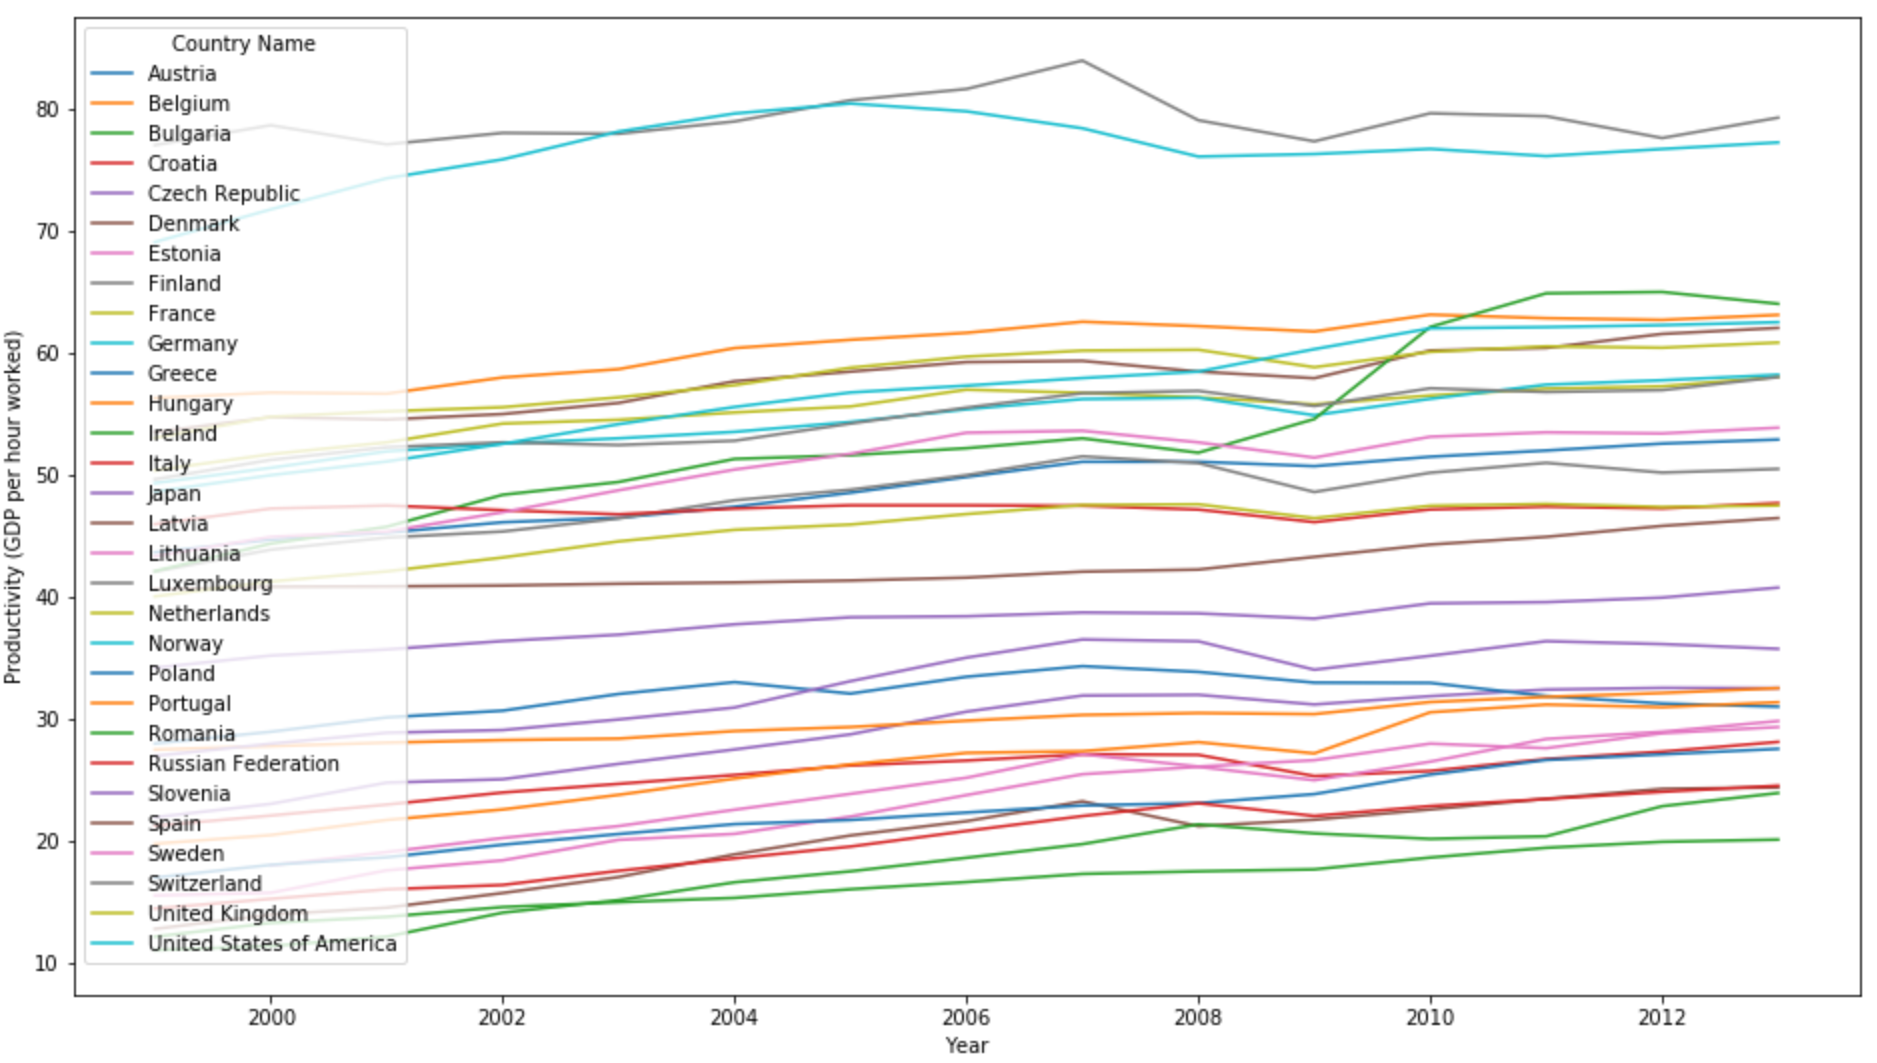 Country Name
Austria
Belgium
Bulgaria
Croatia
Czech Republic
Denmark
Estonia
Finland
France
Germany
Greece
Hungary
Ireland
Italy
Japan
Latvia
Lithuania
Luxembourg
Netherlands
Norway
Poland
Portugal
Romania
Russian Federation
Slovenia
Spain
Sweden
Switzerland
United Kingdom
United States of America
Productivity (GDP per hour worked)
80
70
60
50
40
30
20
10
2000 2002 2004 2006 2008 2010 2012
Year